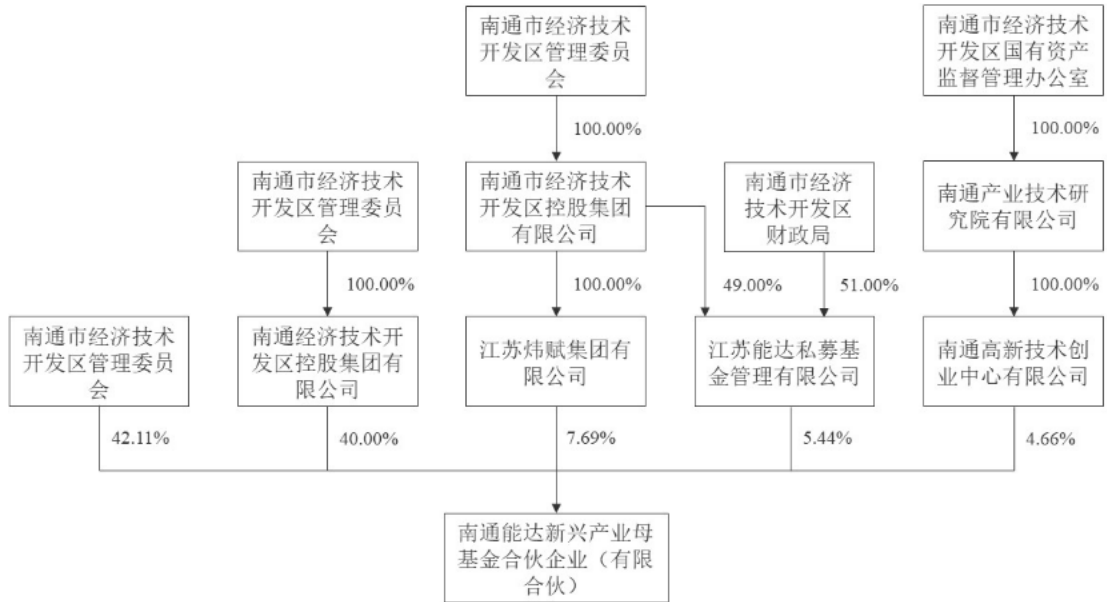 南通市经济技术
开发区管理委员
会
南通市经济技术
开发区国有资产
监督管理办公室
100.00%
100.00%
南通市经济技术
开发区管理委员
会
南通市经济技术
开发区控股集团
有限公司
南通市经济
技术开发区
财政局
南通产业技术研
究院有限公司
100.00%
100.00%
49.00%
51.00%
100.00%
南通市经济技术
开发区管理委员
会
南通经济技术开
发区控股集团有
限公司
江苏炜赋集团有
限公司
江苏能达私募基
金管理有限公司
南通高新技术创
业中心有限公司
42.11%
40.00%
7.69%
5.44%
4.66%
南通能达新兴产业母
基金合伙企业（有限
合伙）